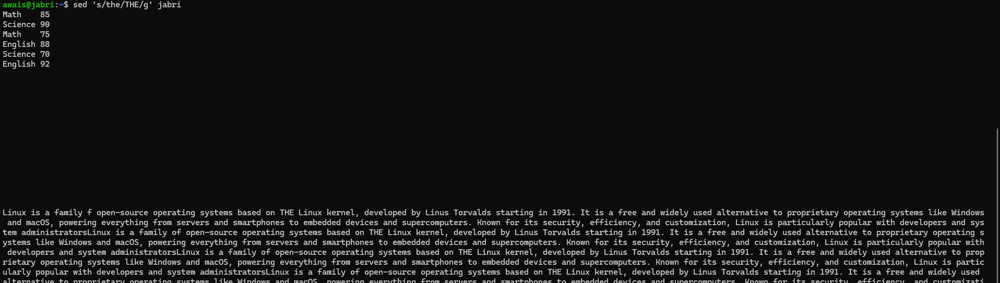 awais@jabri:~$ sed 's/the/THE/g' jabri
Math    85
Science 90
Math    75
English 88
Science 70
English 92
Linux is a family f open-source operating systems based on THE Linux kernel, developed by Linus Torvalds starting in 1991. It is a free and widely used alternative to proprietary operating systems like Windows
 and macOS, powering everything from servers and smartphones to embedded devices and supercomputers. Known for its security, efficiency, and customization, Linux is particularly popular with developers and sys
tem administratorsLinux is a family of open-source operating systems based on THE Linux kernel, developed by Linus Torvalds starting in 1991. It is a free and widely used alternative to proprietary operating s
ystems like Windows and macOS, powering everything from servers and smartphones to embedded devices and supercomputers. Known for its security, efficiency, and customization, Linux is particularly popular with
 developers and system administratorsLinux is a family of open-source operating systems based on THE Linux kernel, developed by Linus Torvalds starting in 1991. It is a free and widely used alternative to prop
rietary operating systems like Windows and macOS, powering everything from servers and smartphones to embedded devices and supercomputers. Known for its security, efficiency, and customization, Linux is partic
ularly popular with developers and system administratorsLinux is a family of open-source operating systems based on THE Linux kernel, developed by Linus Torvalds starting in 1991. It is a free and widely used
alternative to proprietary operating systems like Windows and macOS, powering everything from servers and smartphones to embedded devices and supercomputers. Known for its security, efficiency, and customizati